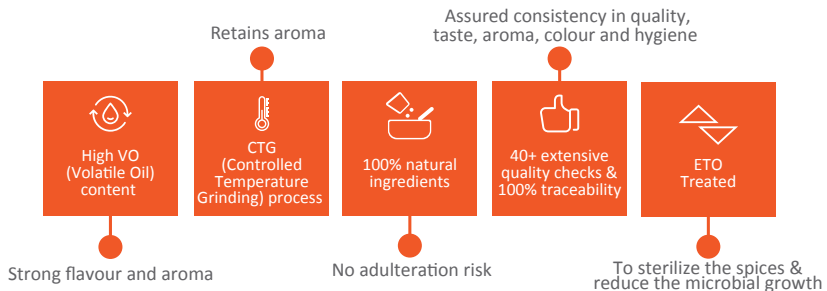 Retains aroma
Assured consistency in quality,
taste, aroma, colour and hygiene
High VO
(Volatile Oil)
content
CTG
(Controlled
Temperature
Grinding) process
100% natural
ingredients
40+ extensive
quality checks &
100% traceability
ETO
Treated
Strong flavour and aroma
No adulteration risk
To sterilize the spices &
reduce the microbial growth